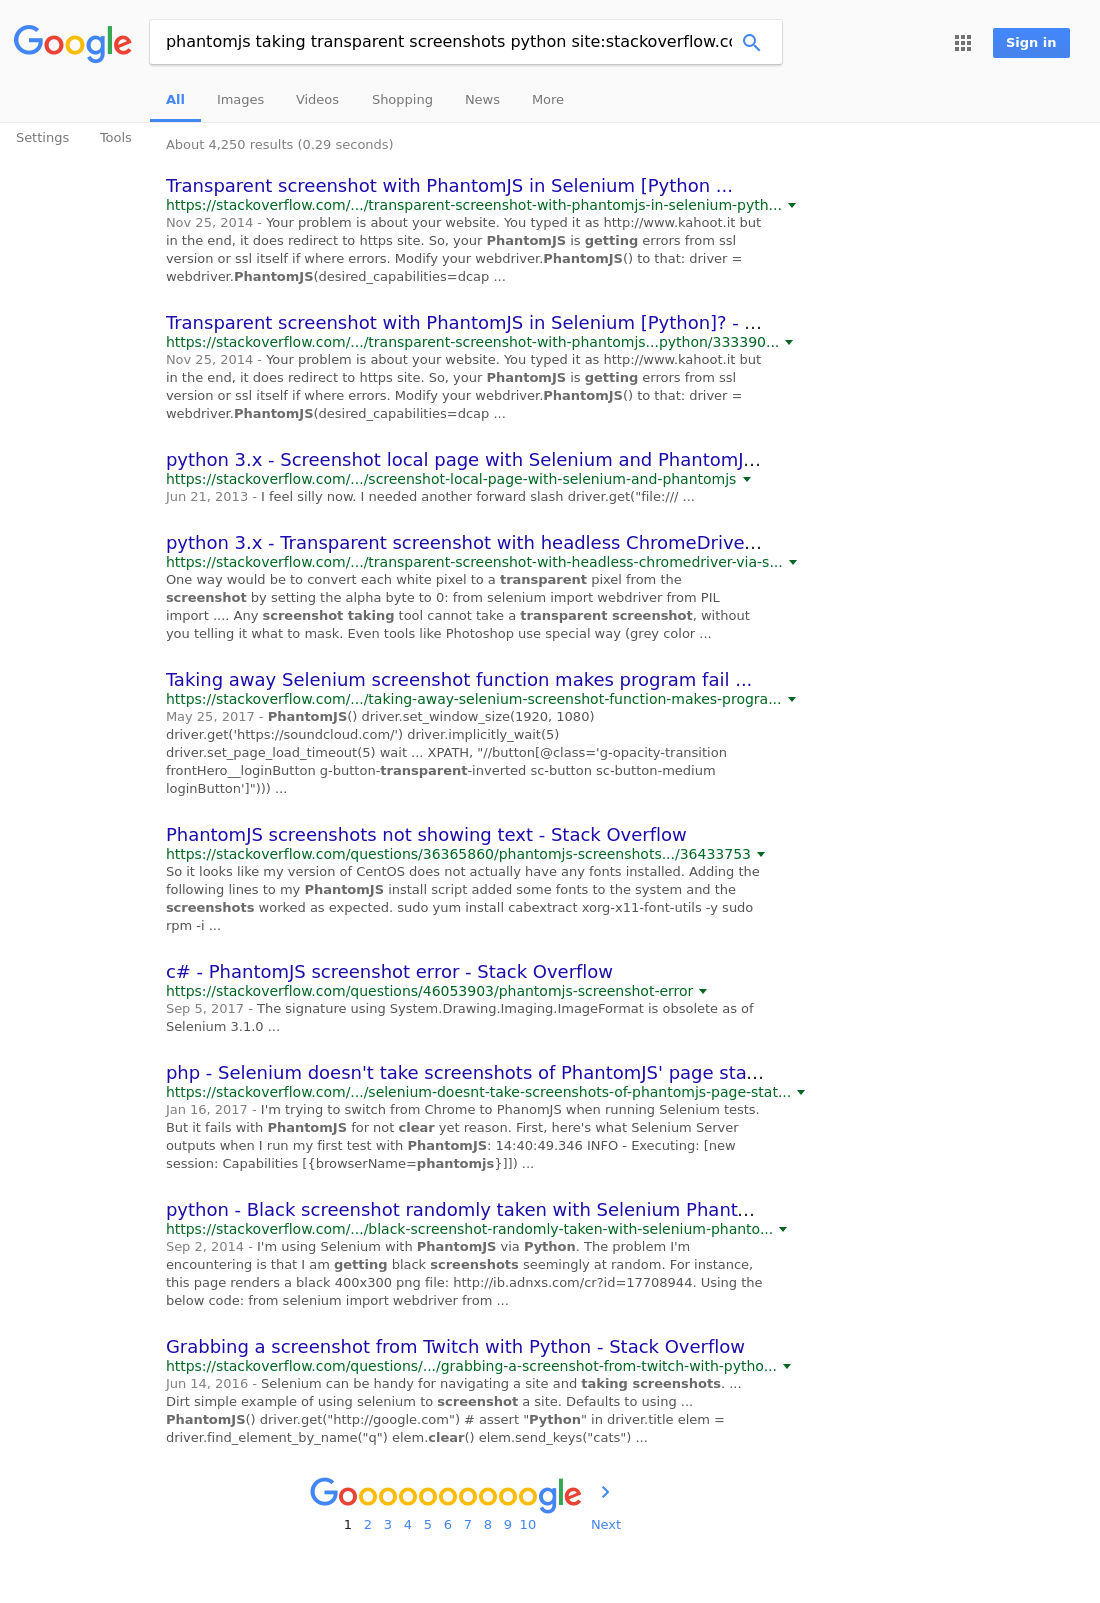 Google
phantomjs taking transparent screenshots python site:stackoverflow.co
Sign in
All Images Videos Shopping News More
Settings Tools
About 4,250 results (0.29 seconds)
Transparent screenshot with PhantomJS in Selenium [Python ...
https://stackoverflow.com/.../transparent-screenshot-with-phantomjs-in-selenium-pyth...
Nov 25, 2014 - Your problem is about your website. You typed it as http://www.kahoot.it but
in the end, it does redirect to https site. So, your PhantomJS is getting errors from ssl
version or ssl itself if where errors. Modify your webdriver.PhantomJS() to that: driver =
webdriver.PhantomJS(desired_capabilities=dcap ...
Transparent screenshot with PhantomJS in Selenium [Python]? - ...
https://stackoverflow.com/.../transparent-screenshot-with-phantomjs...python/333390...
Nov 25, 2014 - Your problem is about your website. You typed it as http://www.kahoot.it but
in the end, it does redirect to https site. So, your PhantomJS is getting errors from ssl
version or ssl itself if where errors. Modify your webdriver.PhantomJS() to that: driver =
webdriver.PhantomJS(desired_capabilities=dcap ...
python 3.x - Screenshot local page with Selenium and PhantomJ...
https://stackoverflow.com/.../screenshot-local-page-with-selenium-and-phantomjs
Jun 21, 2013 - I feel silly now. I needed another forward slash driver.get("file:/// ...
python 3.x - Transparent screenshot with headless ChromeDrive...
https://stackoverflow.com/.../transparent-screenshot-with-headless-chromedriver-via-s...
One way would be to convert each white pixel to a transparent pixel from the
screenshot by setting the alpha byte to 0: from selenium import webdriver from PIL
import .... Any screenshot taking tool cannot take a transparent screenshot, without
you telling it what to mask. Even tools like Photoshop use special way (grey color ...
Taking away Selenium screenshot function makes program fail ...
https://stackoverflow.com/.../taking-away-selenium-screenshot-function-makes-progra...
May 25, 2017 - PhantomJS() driver.set_window_size(1920, 1080)
driver.get('https://soundcloud.com/') driver.implicitly_wait(5)
driver.set_page_load_timeout(5) wait ... XPATH, "//button[@class='g-opacity-transition
frontHero__loginButton g-button-transparent-inverted sc-button sc-button-medium
loginButton']"))) ...
PhantomJS screenshots not showing text - Stack Overflow
https://stackoverflow.com/questions/36365860/phantomjs-screenshots.../36433753
So it looks like my version of CentOS does not actually have any fonts installed. Adding the
following lines to my PhantomJS install script added some fonts to the system and the
screenshots worked as expected. sudo yum install cabextract xorg-x11-font-utils -y sudo
rpm -i ...
c# - PhantomJS screenshot error - Stack Overflow
https://stackoverflow.com/questions/46053903/phantomjs-screenshot-error
Sep 5, 2017 - The signature using System.Drawing.Imaging.ImageFormat is obsolete as of
Selenium 3.1.0 ...
php - Selenium doesn't take screenshots of PhantomJS' page sta...
https://stackoverflow.com/.../selenium-doesnt-take-screenshots-of-phantomjs-page-stat...
Jan 16, 2017 - I'm trying to switch from Chrome to PhanomJS when running Selenium tests.
But it fails with PhantomJS for not clear yet reason. First, here's what Selenium Server
outputs when I run my first test with PhantomJS: 14:40:49.346 INFO - Executing: [new
session: Capabilities [{browserName=phantomjs}]]) ...
python - Black screenshot randomly taken with Selenium Phant...
https://stackoverflow.com/.../black-screenshot-randomly-taken-with-selenium-phanto...
Sep 2, 2014 - I'm using Selenium with PhantomJS via Python. The problem I'm
encountering is that I am getting black screenshots seemingly at random. For instance,
this page renders a black 400x300 png file: http://ib.adnxs.com/cr?id=17708944. Using the
below code: from selenium import webdriver from ...
Grabbing a screenshot from Twitch with Python - Stack Overflow
https://stackoverflow.com/questions/.../grabbing-a-screenshot-from-twitch-with-pytho...
Jun 14, 2016 - Selenium can be handy for navigating a site and taking screenshots. ...
Dirt simple example of using selenium to screenshot a site. Defaults to using ...
PhantomJS() driver.get("http://google.com") # assert "Python" in driver.title elem =
driver.find_element_by_name("q") elem.clear() elem.send_keys("cats") ...
Goooooooooogle
1 2 3 4 5 6 7 8 9 10 Next